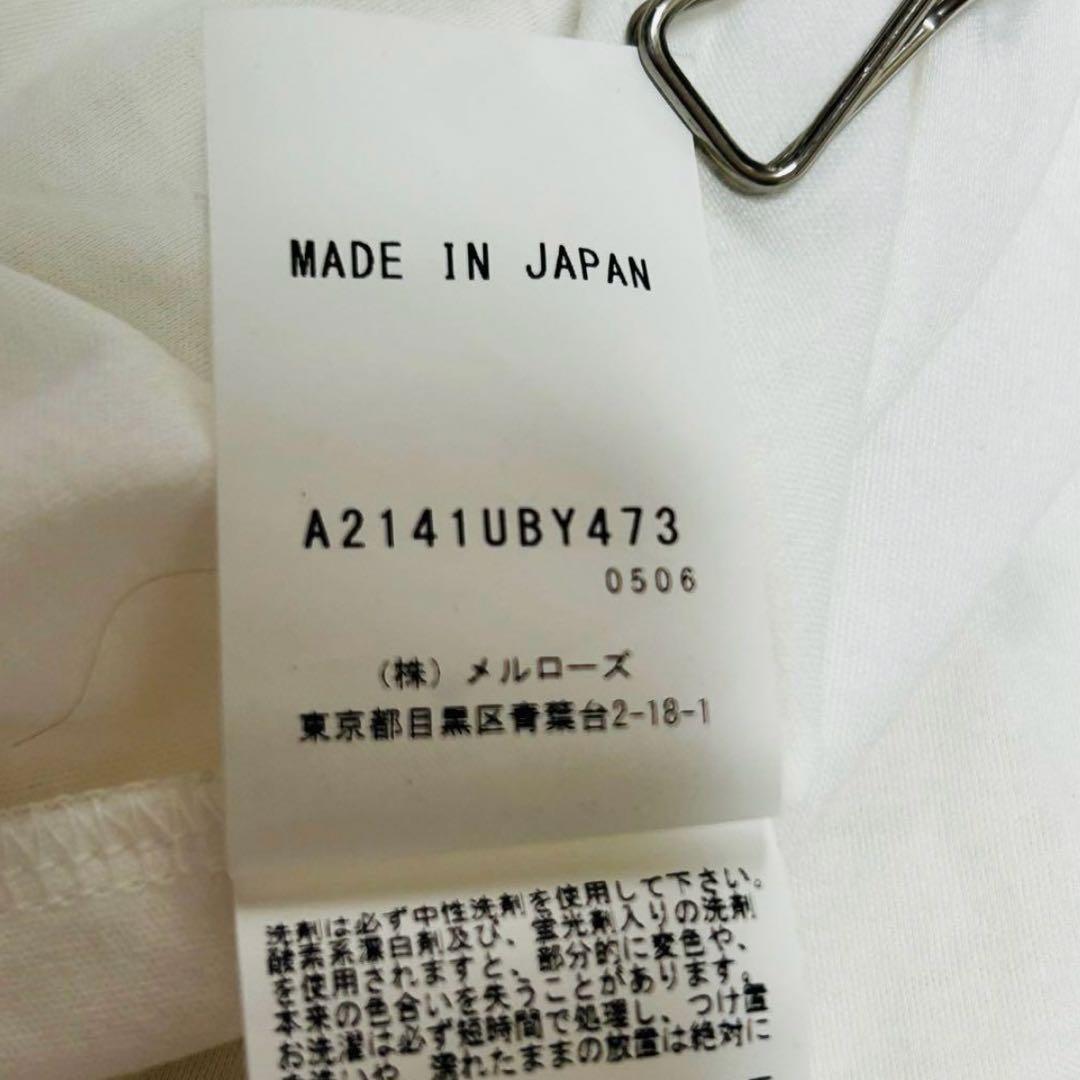 MADE IN JAPAN
A2141UBY473
0506
(株) メルローズ
東京都目黒区青葉台2-18-1
洗剤は必ず中性洗剤を使用して下さい。
酸素系漂白剤及び、蛍光剤入りの洗剤
を使用されますと、部分的に変色や、
本来の色合いを失うことがあります。
お洗濯は必ず短時間で処理し、つけ置
き洗いや、濡れたままの放置は絶対に